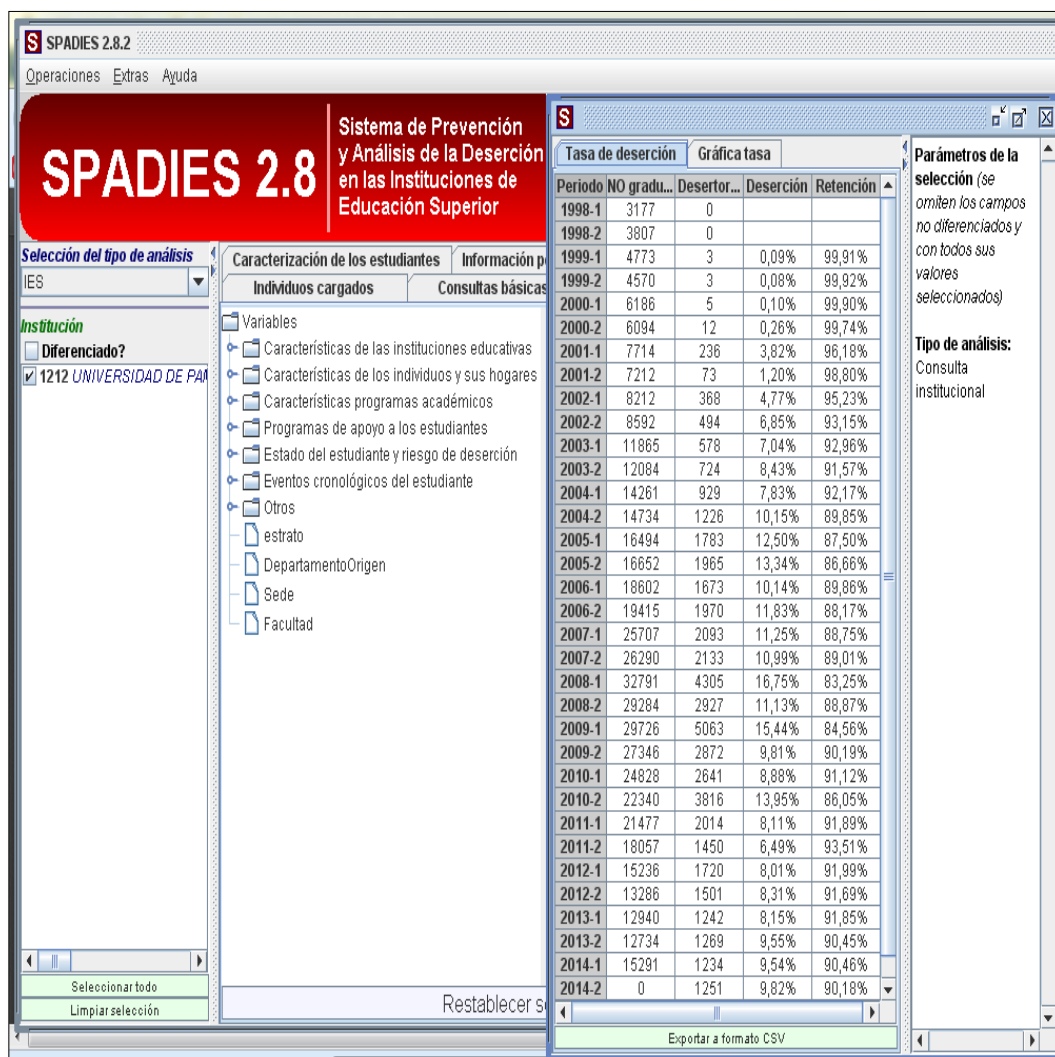 SPADIES 2.8.2
Operaciones Extras Ayuda
SPADIES 2.8
Sistema de Prevención
y Análisis de la Deserción
en las Instituciones de
Educación Superior
Selección del tipo de análisis
IES
Institución
Diferenciado?
1212 UNIVERSIDAD DE PAM
Seleccionar todo
Limpiar selección
Caracterización de los estudiantes Información p
Individuos cargados Consultas básicas
Variables
Características de las instituciones educativas
Características de los individuos y sus hogares
Características programas académicos
Programas de apoyo a los estudiantes
Estado del estudiante y riesgo de deserción
Eventos cronológicos del estudiante
Otros
estrato
DepartamentoOrigen
Sede
Facultad
Restablecer s
Tasa de deserción Gráfica tasa
Periodo NO gradu... Desertor... Deserción Retención
1998-1 3177 0
1998-2 3807 0
1999-1 4773 3 0,09% 99,91%
1999-2 4570 3 0,08% 99,92%
2000-1 6186 5 0,10% 99,90%
2000-2 6094 12 0,26% 99,74%
2001-1 7714 236 3,82% 96,18%
2001-2 7212 73 1,20% 98,80%
2002-1 8212 368 4,77% 95,23%
2002-2 8592 494 6,85% 93,15%
2003-1 11865 578 7,04% 92,96%
2003-2 12084 724 8,43% 91,57%
2004-1 14261 929 7,83% 92,17%
2004-2 14734 1226 10,15% 89,85%
2005-1 16494 1783 12,50% 87,50%
2005-2 16652 1965 13,34% 86,66%
2006-1 18602 1673 10,14% 89,86%
2006-2 19415 1970 11,83% 88,17%
2007-1 25707 2093 11,25% 88,75%
2007-2 26290 2133 10,99% 89,01%
2008-1 32791 4305 16,75% 83,25%
2008-2 29284 2927 11,13% 88,87%
2009-1 29726 5063 15,44% 84,56%
2009-2 27346 2872 9,81% 90,19%
2010-1 24828 2641 8,88% 91,12%
2010-2 22340 3816 13,95% 86,05%
2011-1 21477 2014 8,11% 91,89%
2011-2 18057 1450 6,49% 93,51%
2012-1 15236 1720 8,01% 91,99%
2012-2 13286 1501 8,31% 91,69%
2013-1 12940 1242 8,15% 91,85%
2013-2 12734 1269 9,55% 90,45%
2014-1 15291 1234 9,54% 90,46%
2014-2 0 1251 9,82% 90,18%
Exportar a formato CSV
Parámetros de la
selección (se
omiten los campos
no diferenciados y
con todos sus
valores
seleccionados)
Tipo de análisis:
Consulta
institucional